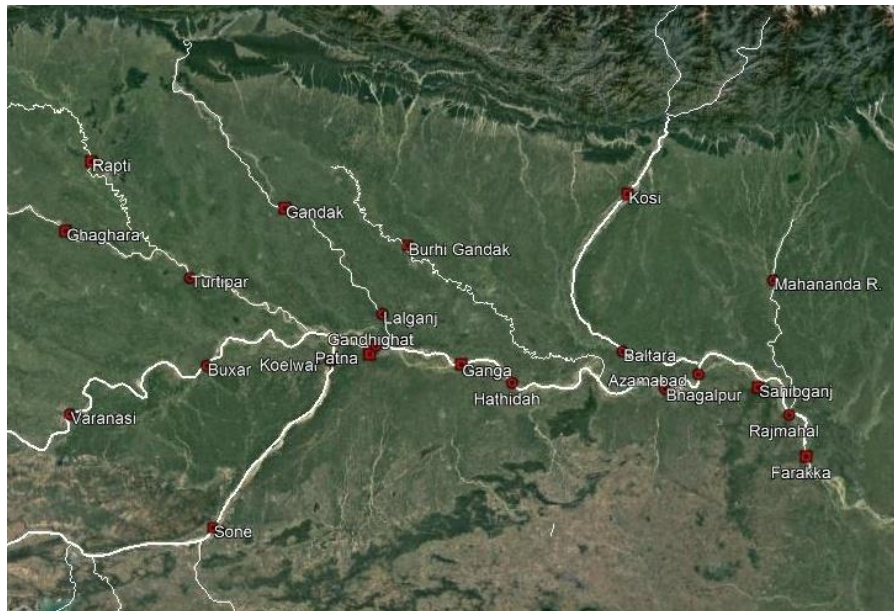 Rapti
Kosi
Gandak
Ghaghara
Burhi Gandak
Turtipar
Mahananda R.
Lalganj
Gandhighat
Patna
Koelwar
Buxar
Ganga
Baltara
Azamabad
Hathidah
Bhagalpur
Sahibganj
Varanasi
Rajmahal
Farakka
Sone